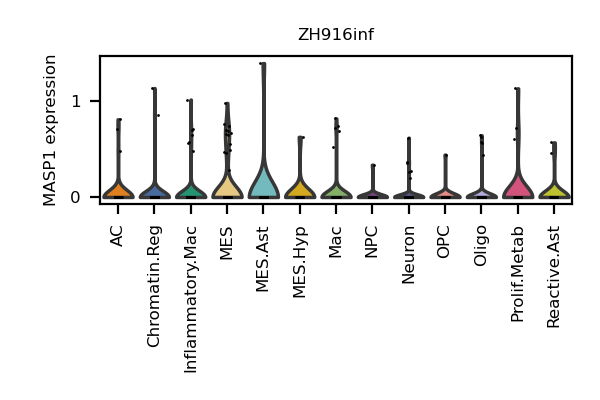 ZH916inf
MASP1 expression
1
0
AC
Chromatin.Reg
Inflammatory.Mac
MES
MES.Ast
MES.Hyp
Mac
NPC
Neuron
OPC
Oligo
Prolif.Metab
Reactive.Ast